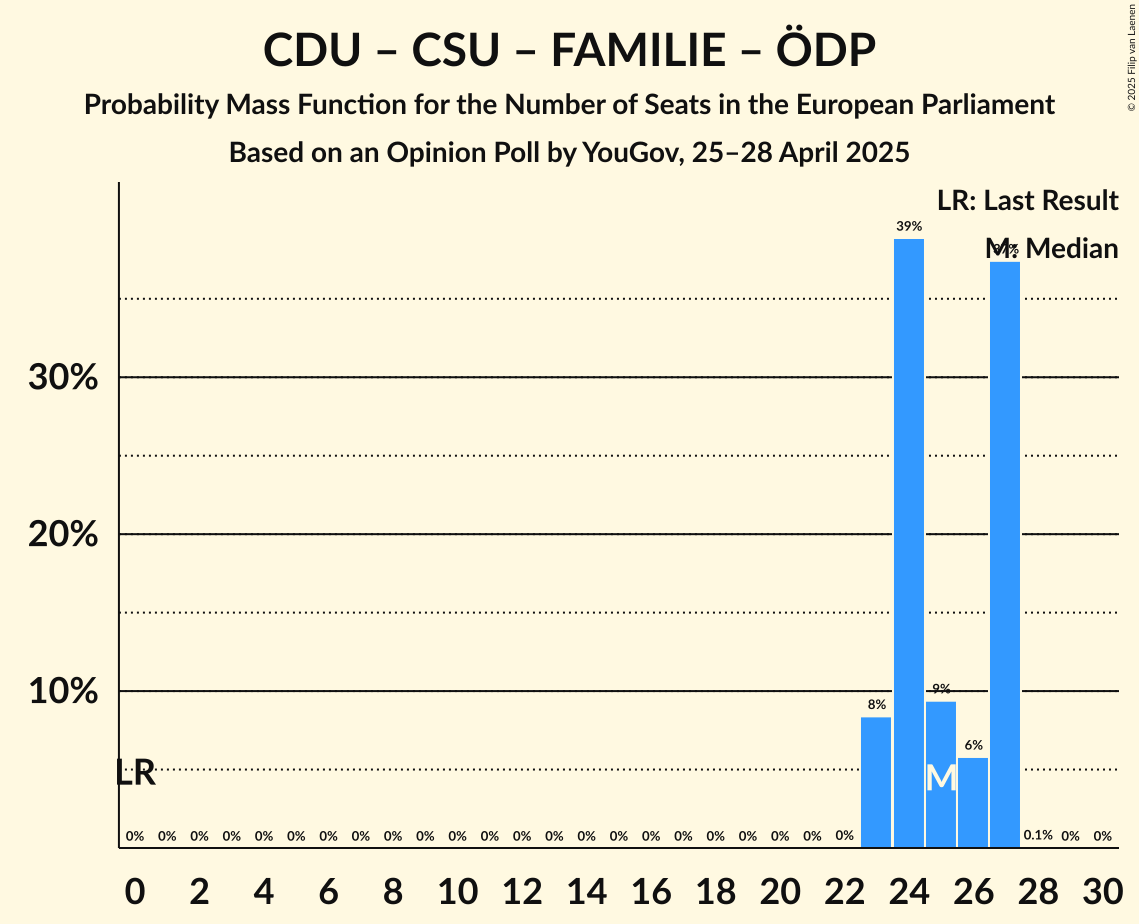 CDU – CSU – FAMILIE – ÖDP
Probability Mass Function for the Number of Seats in the European Parliament
Based on an Opinion Poll by YouGov, 25–28 April 2025
© 2025 Filip van Laenen
LR: Last Result
M: Median
39%
37%
30%
20%
10%
9%
8%
6%
LR
M
0% 0% 0% 0% 0% 0% 0% 0% 0% 0% 0% 0% 0% 0% 0% 0% 0% 0% 0% 0% 0% 0% 0% 0.1% 0% 0%
0 2 4 6 8 10 12 14 16 18 20 22 24 26 28 30